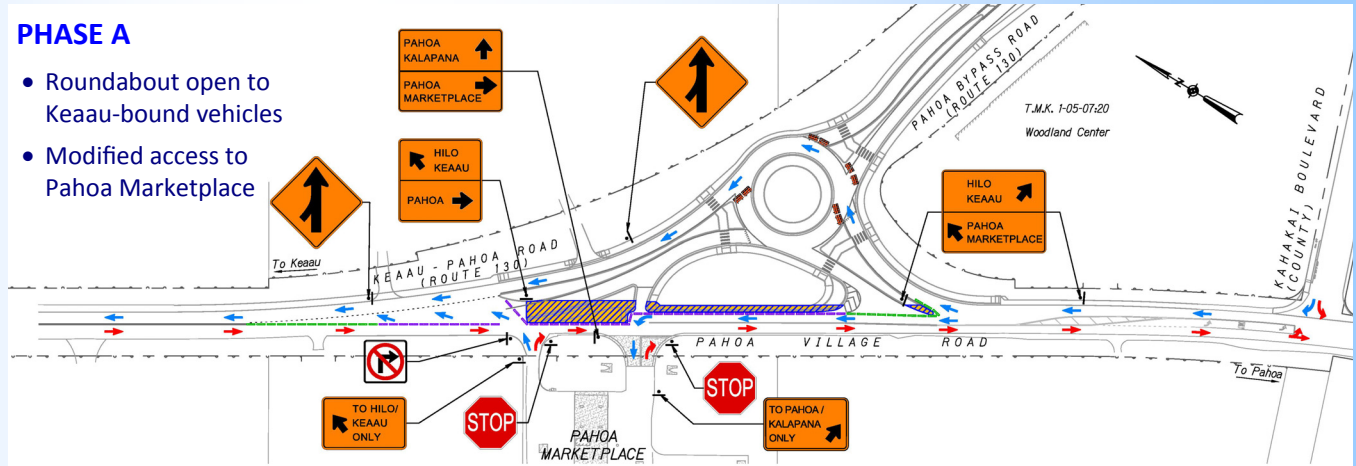 PHASE A
• Roundabout open to
Keaau-bound vehicles
• Modified access to
Pahoa Marketplace
PAHOA
KALAPANA
PAHOA
MARKETPLACE
HILO
KEAAU
PAHOA
PAHOA BYPASS ROAD
(ROUTE 130)
N
T.M.K. 1-05-07:20
Woodland Center
HILO
KEAAU
PAHOA
MARKETPLACE
KAHAKAI BOULEVARD
(COUNTY)
To Keaau
KEAAU - PAHOA ROAD
(ROUTE 130)
PAHOA VILLAGE ROAD
To Pahoa
TO HILO/
KEAAU
ONLY
STOP
STOP
TO PAHOA /
KALAPANA
ONLY
PAHOA
MARKETPLACE